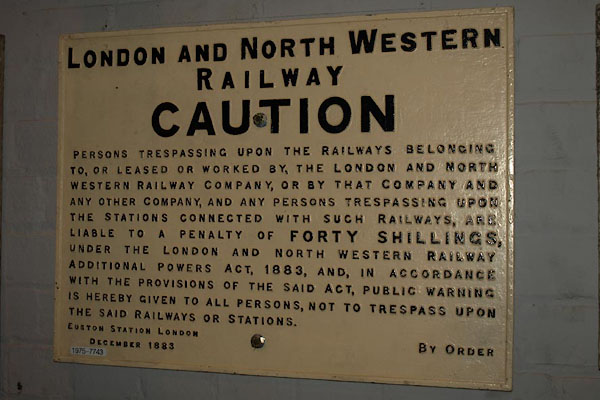 LONDON AND NORTH WESTERN
RAILWAY
CAUTION
PERSONS TRESPASSING UPON THE RAILWAYS BELONGING
TO, OR LEASED OR WORKED BY, THE LONDON AND NORTH
WESTERN RAILWAY COMPANY, OR BY THAT COMPANY AND
ANY OTHER COMPANY, AND ANY PERSONS TRESPASSING UPON
THE STATIONS CONNECTED WITH SUCH RAILWAYS, ARE
LIABLE TO A PENALTY OF FORTY SHILLINGS,
UNDER THE LONDON AND NORTH WESTERN RAILWAY
ADDITIONAL POWERS ACT, 1883, AND, IN ACCORDANCE
WITH THE PROVISIONS OF THE SAID ACT, PUBLIC WARNING
IS HEREBY GIVEN TO ALL PERSONS, NOT TO TRESPASS UPON
THE SAID RAILWAYS OR STATIONS.
EUSTON STATION LONDON
DECEMBER 1883
BY ORDER
1975-7743